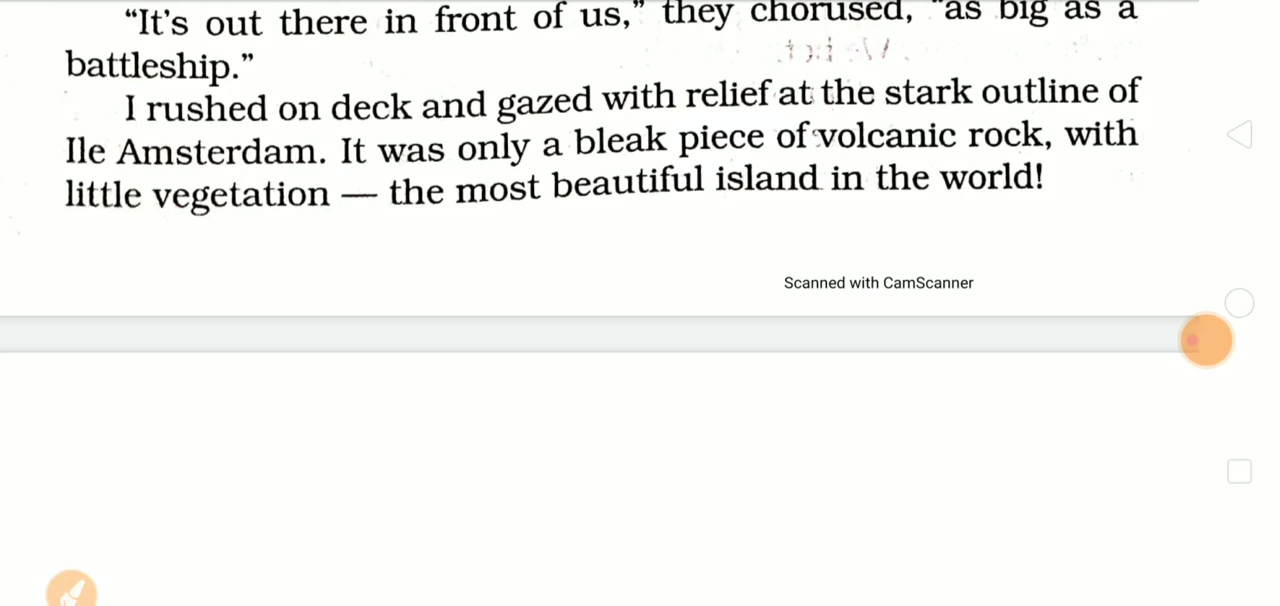 “It’s out there in front of us,” they chorused, “as big as a
battleship.”
I rushed on deck and gazed with relief at the stark outline of
Ile Amsterdam. It was only a bleak piece of volcanic rock, with
little vegetation — the most beautiful island in the world!
Scanned with CamScanner